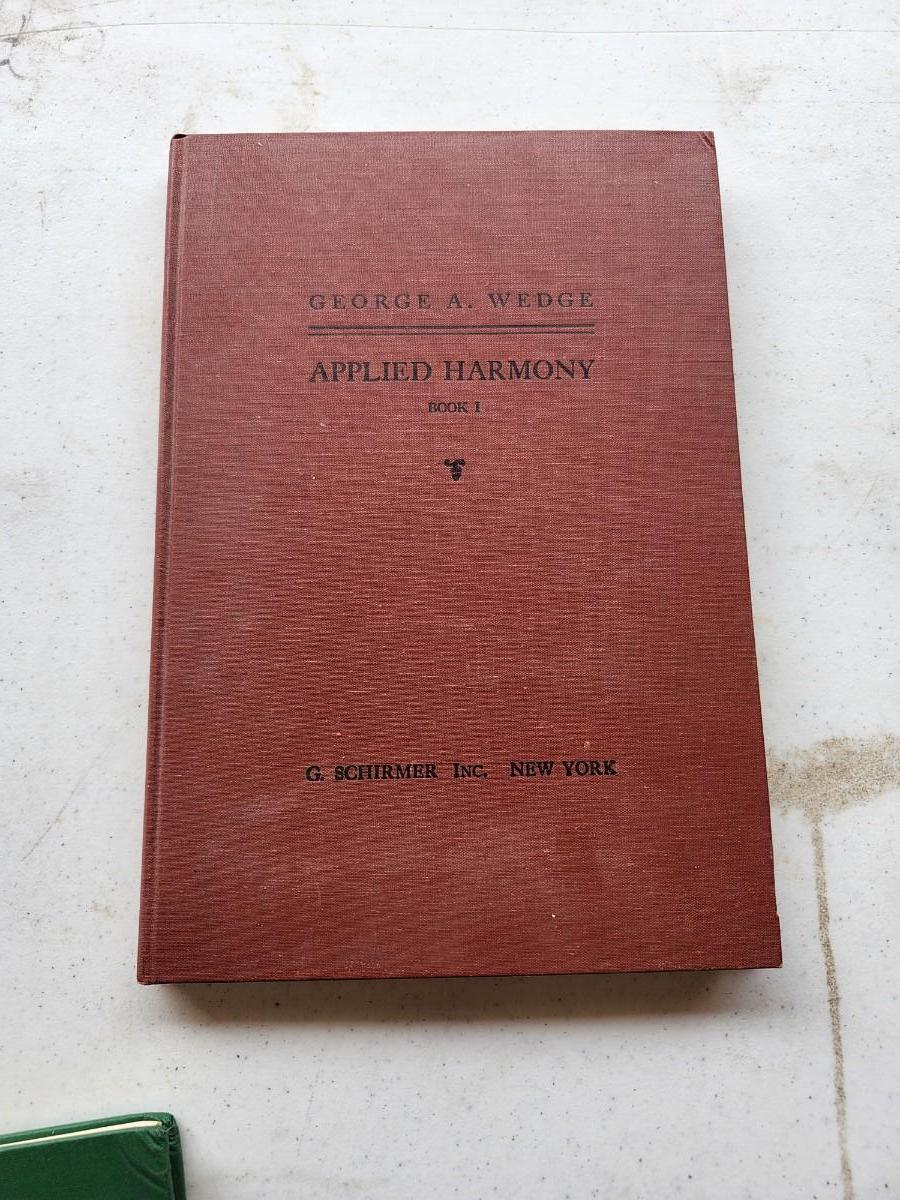 GEORGE A. WEDGE
APPLIED HARMONY
BOOK I
G. SCHIRMER INC. NEW YORK